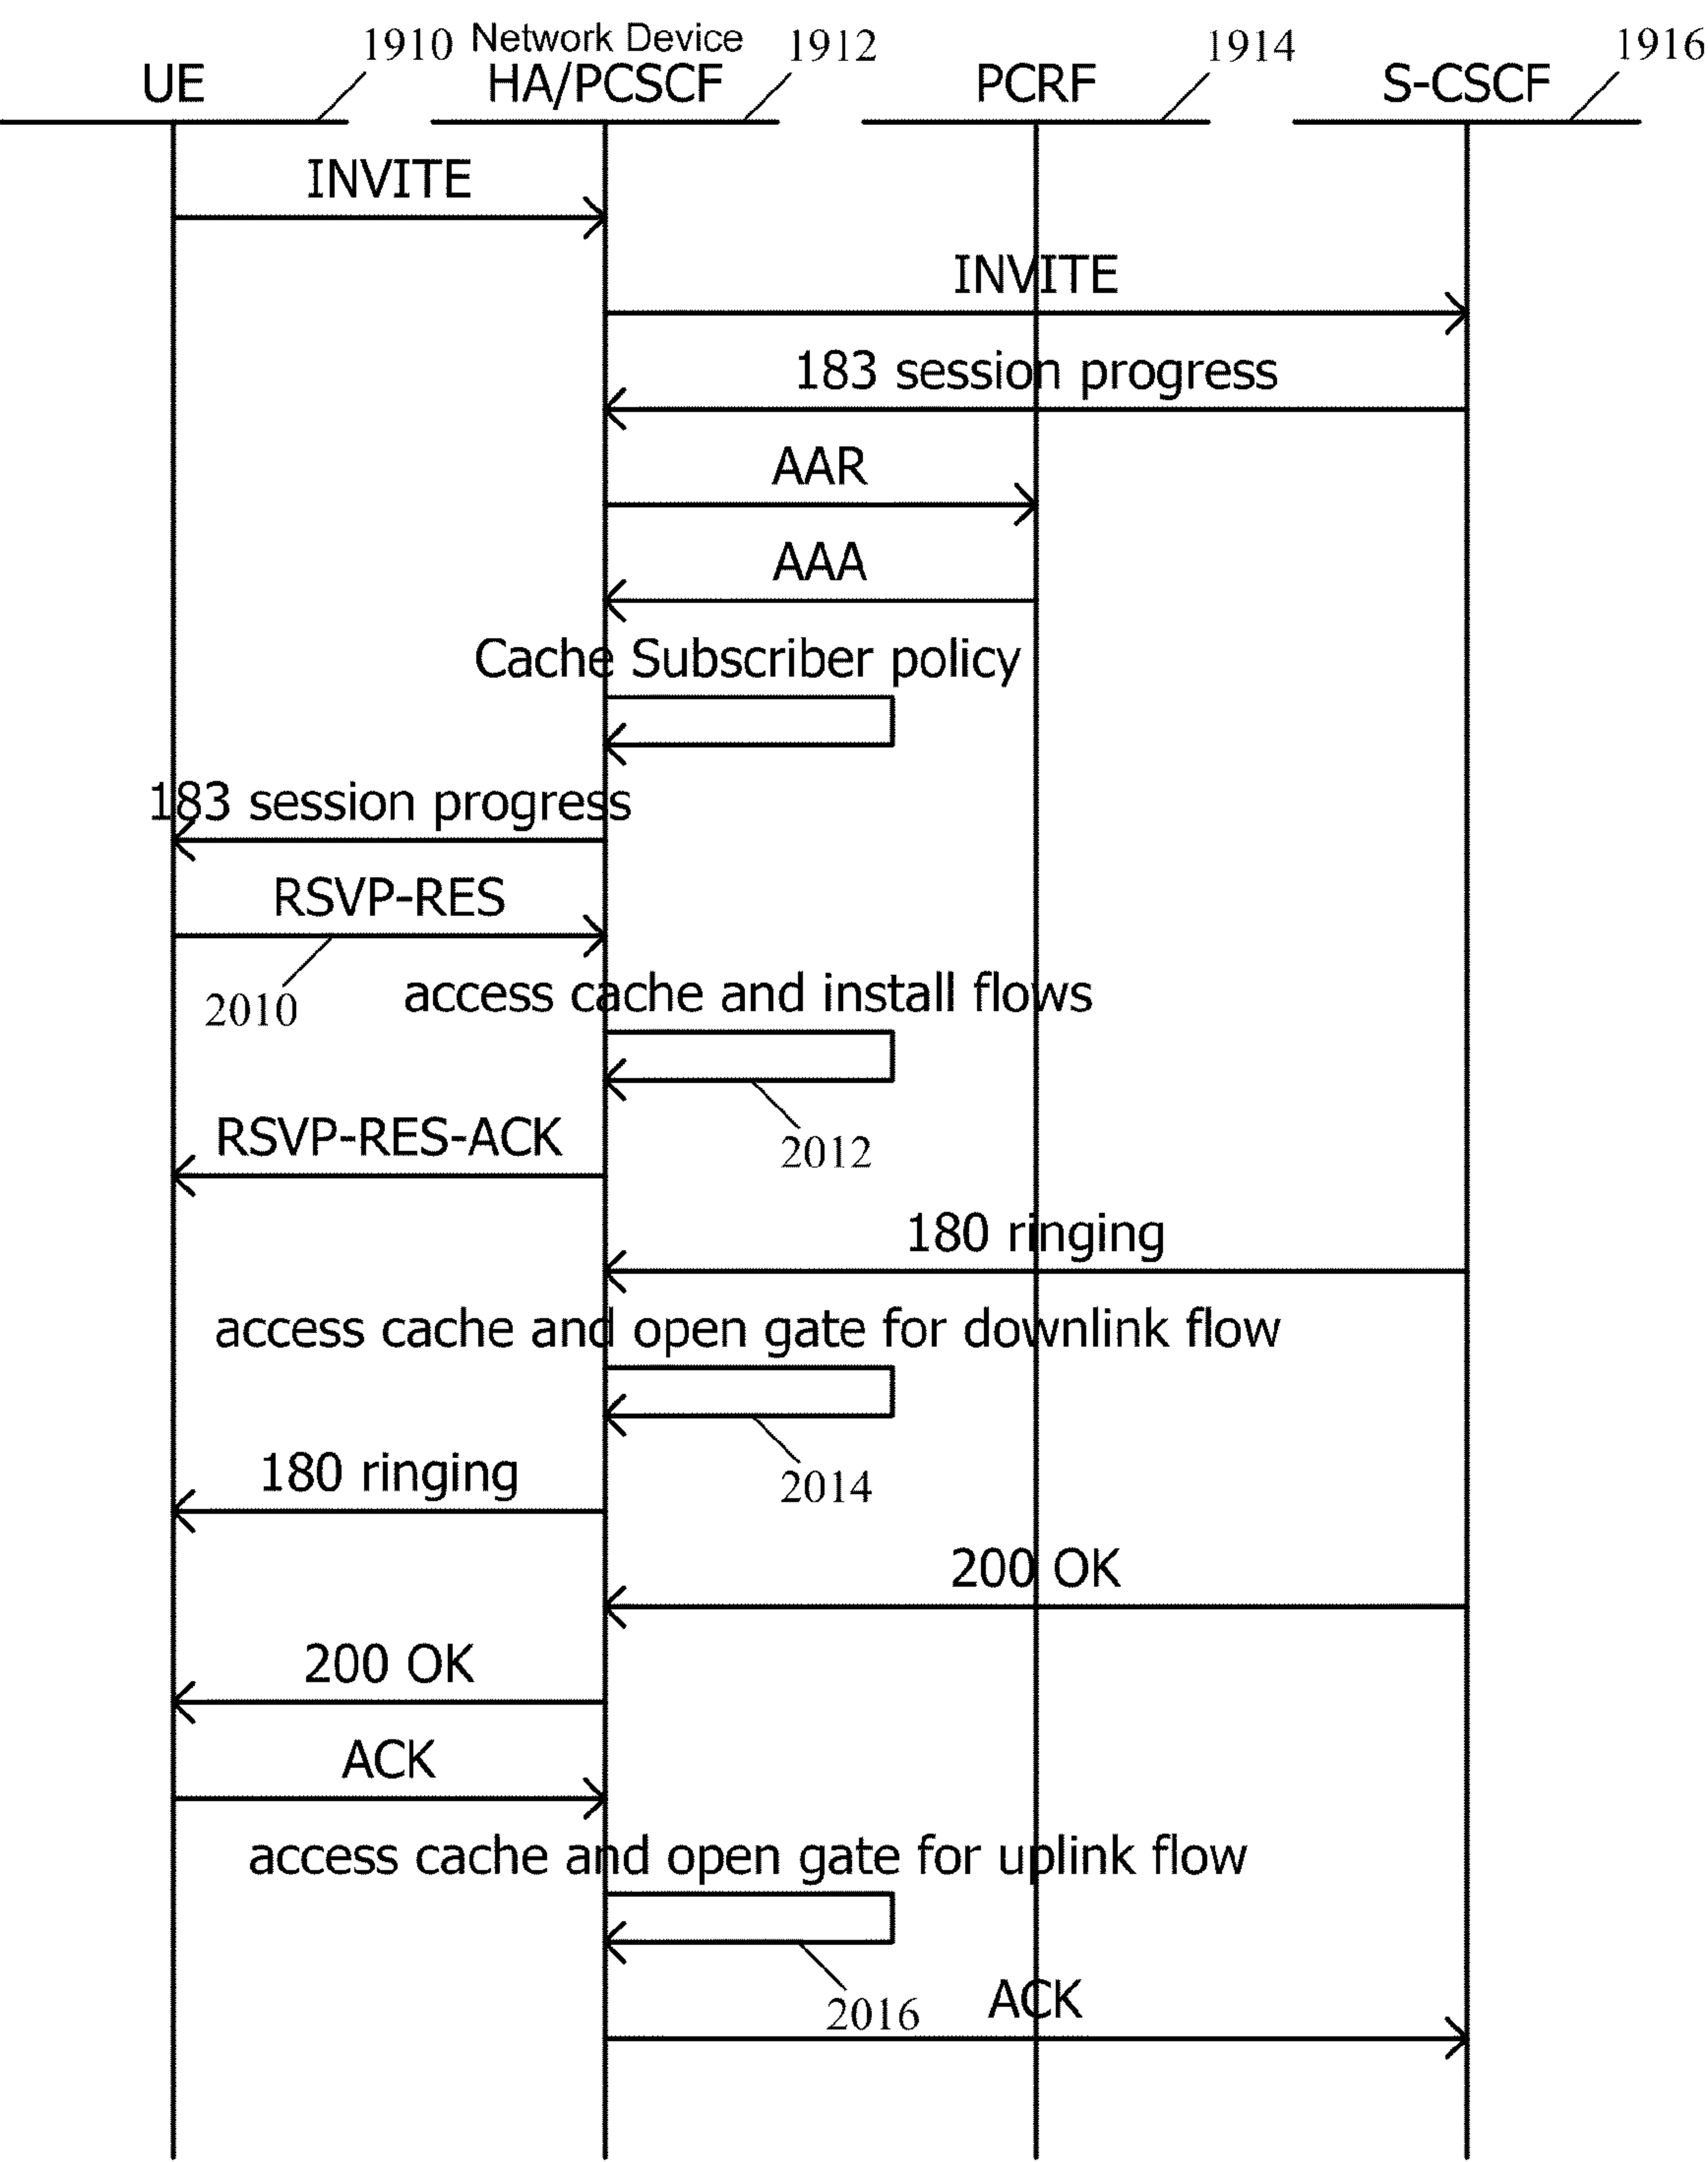 1910 Network Device 1912 1914 1916
UE HA/PCSCF PCRF S-CSCF
INVITE
INVITE
183 session progress
AAR
AAA
Cache Subscriber policy
183 session progress
RSVP-RES
2010
access cache and install flows
2012
RSVP-RES-ACK
180 ringing
access cache and open gate for downlink flow
2014
180 ringing
200 OK
200 OK
ACK
access cache and open gate for uplink flow
2016
ACK